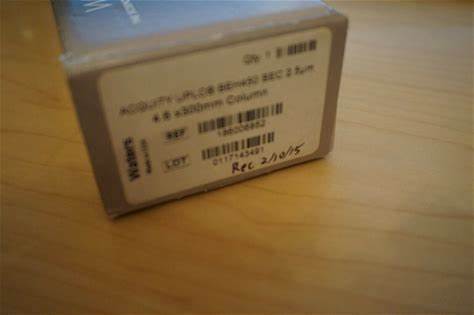 Qty 1
ACQUITY UPLC® BEH450 SEC 2.5µm
4.6 x300mm Column
REF
186006852
LOT
0117143491
Rec 2/10/15
Waters